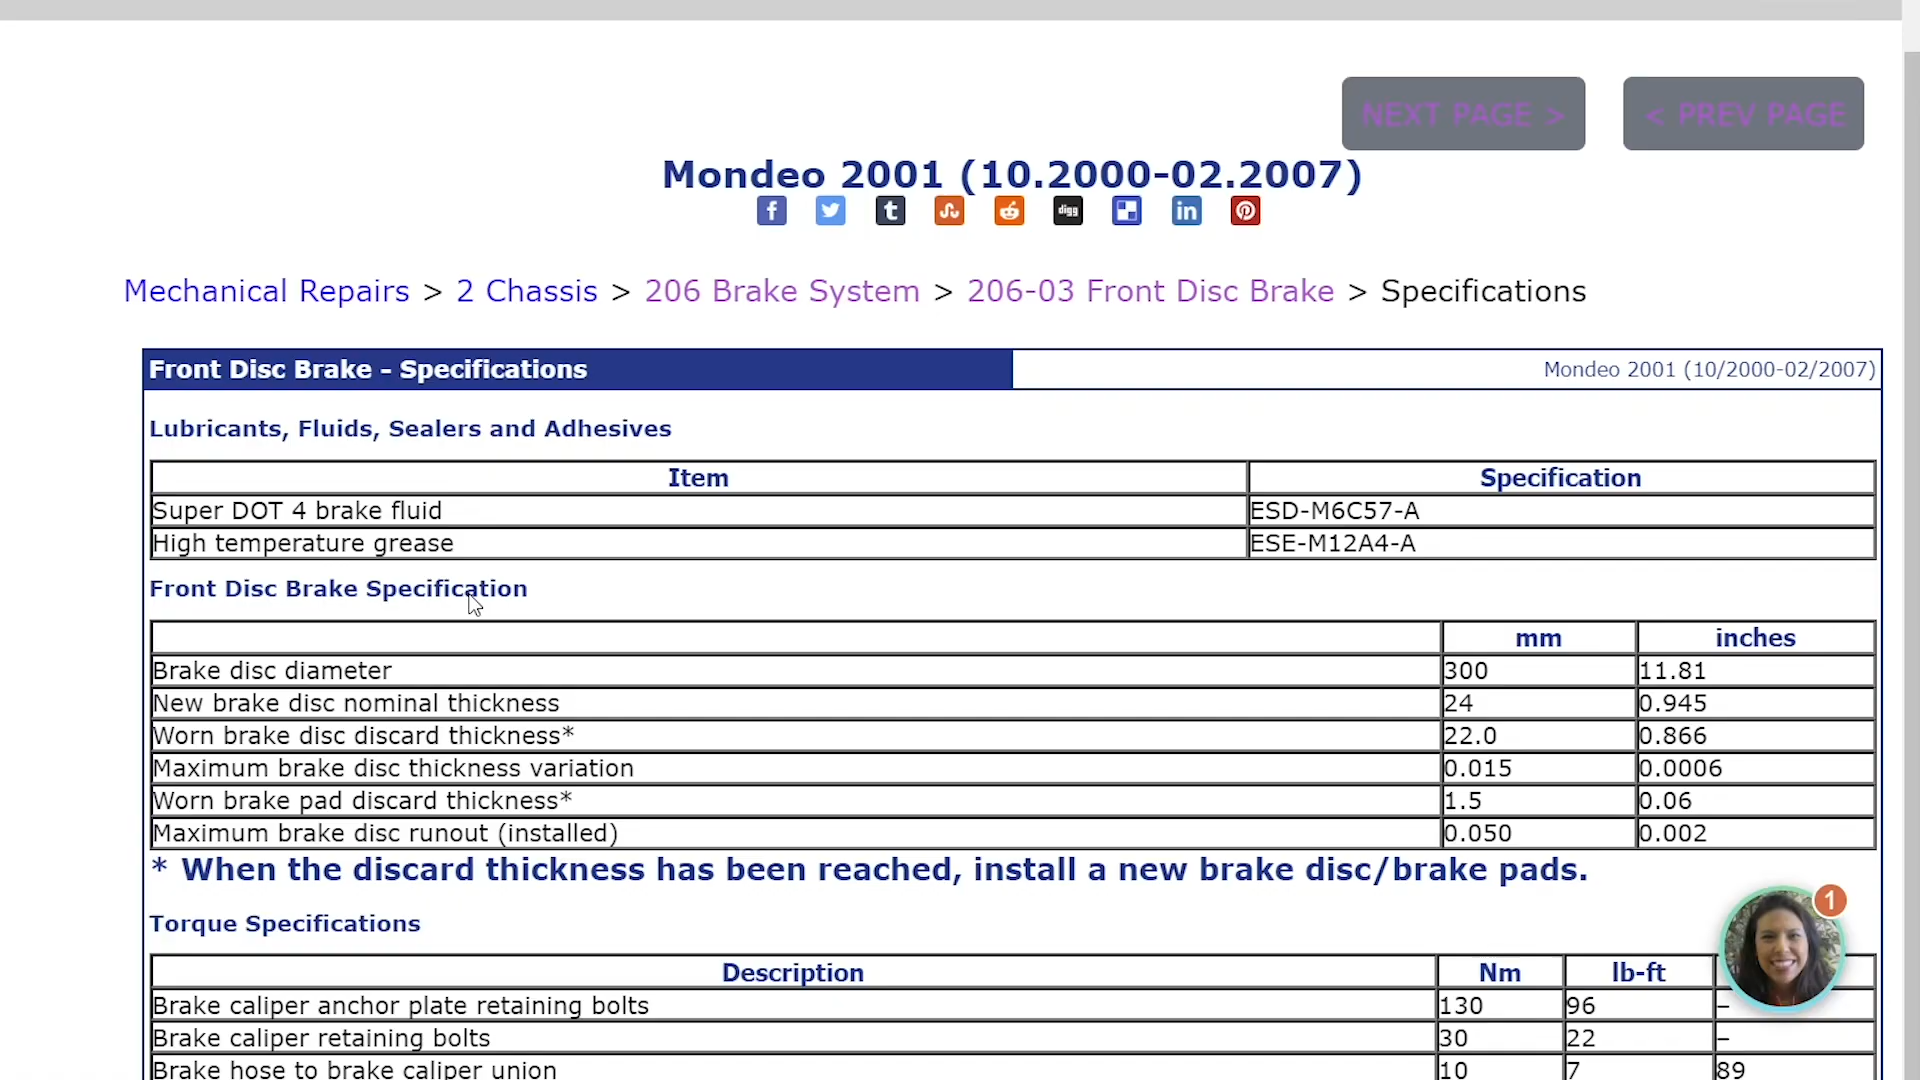 NEXT PAGE > < PREV PAGE
Mondeo 2001 (10.2000-02.2007)
digg
Mechanical Repairs > 2 Chassis > 206 Brake System > 206-03 Front Disc Brake > Specifications
Front Disc Brake - Specifications Mondeo 2001 (10/2000-02/2007)
Lubricants, Fluids, Sealers and Adhesives
Item Specification
Super DOT 4 brake fluid ESD-M6C57-A
High temperature grease ESE-M12A4-A
Front Disc Brake Specification
mm inches
Brake disc diameter 300 11.81
New brake disc nominal thickness 24 0.945
Worn brake disc discard thickness* 22.0 0.866
Maximum brake disc thickness variation 0.015 0.0006
Worn brake pad discard thickness* 1.5 0.06
Maximum brake disc runout (installed) 0.050 0.002
* When the discard thickness has been reached, install a new brake disc/brake pads.
1
Torque Specifications
Description Nm lb-ft
Brake caliper anchor plate retaining bolts 130 96 –
Brake caliper retaining bolts 30 22 –
Brake hose to brake caliper union 10 7 89